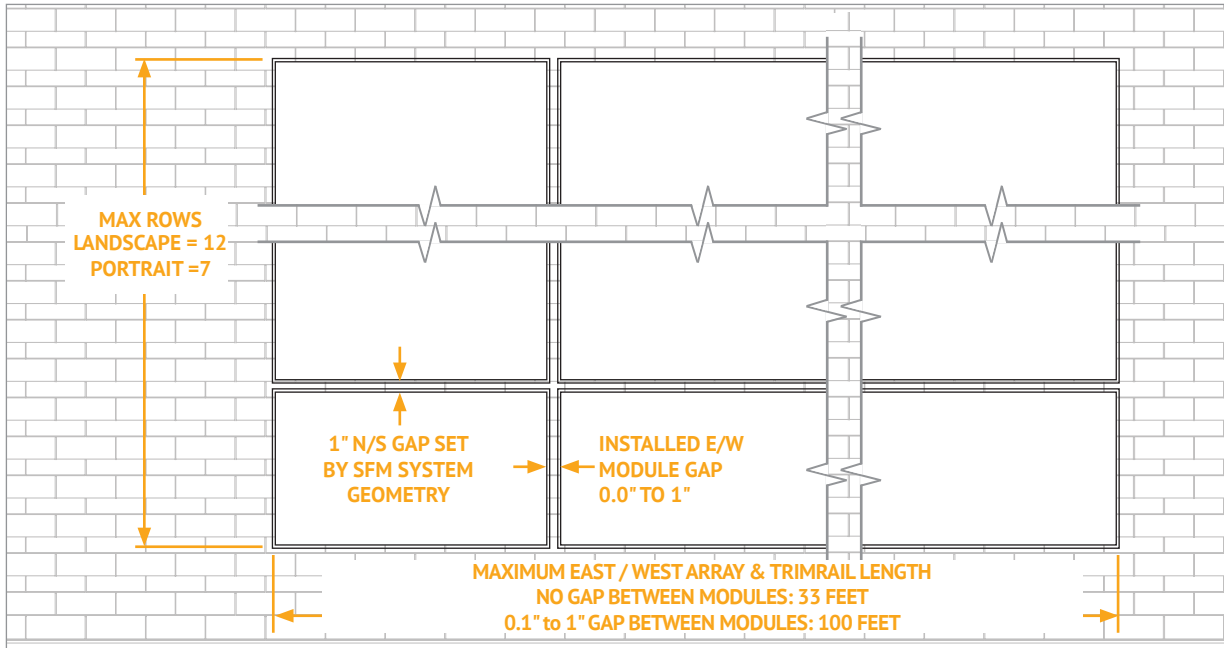 MAX ROWS
LANDSCAPE = 12
PORTRAIT =7
1" N/S GAP SET
BY SFM SYSTEM
GEOMETRY
INSTALLED E/W
MODULE GAP
0.0" TO 1"
MAXIMUM EAST / WEST ARRAY & TRIMRAIL LENGTH
NO GAP BETWEEN MODULES: 33 FEET
0.1" to 1" GAP BETWEEN MODULES: 100 FEET